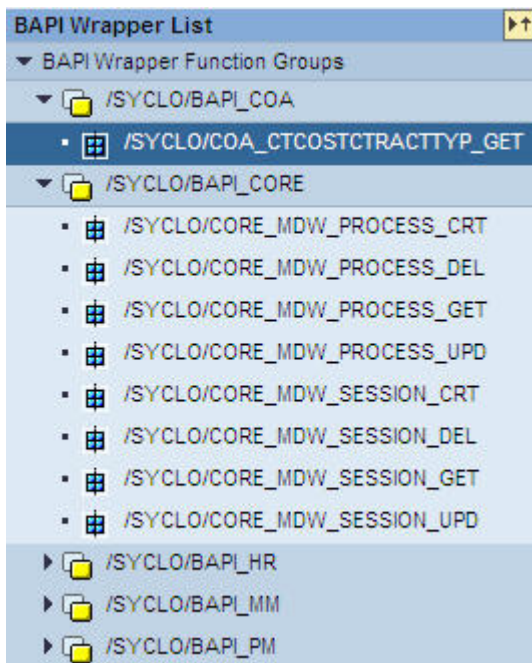 BAPI Wrapper List
BAPI Wrapper Function Groups
/SYCLO/BAPI_COA
/SYCLO/COA_CTCOSTCTRACTTYP_GET
/SYCLO/BAPI_CORE
/SYCLO/CORE_MDW_PROCESS_CRT
/SYCLO/CORE_MDW_PROCESS_DEL
/SYCLO/CORE_MDW_PROCESS_GET
/SYCLO/CORE_MDW_PROCESS_UPD
/SYCLO/CORE_MDW_SESSION_CRT
/SYCLO/CORE_MDW_SESSION_DEL
/SYCLO/CORE_MDW_SESSION_GET
/SYCLO/CORE_MDW_SESSION_UPD
/SYCLO/BAPI_HR
/SYCLO/BAPI_MM
/SYCLO/BAPI_PM